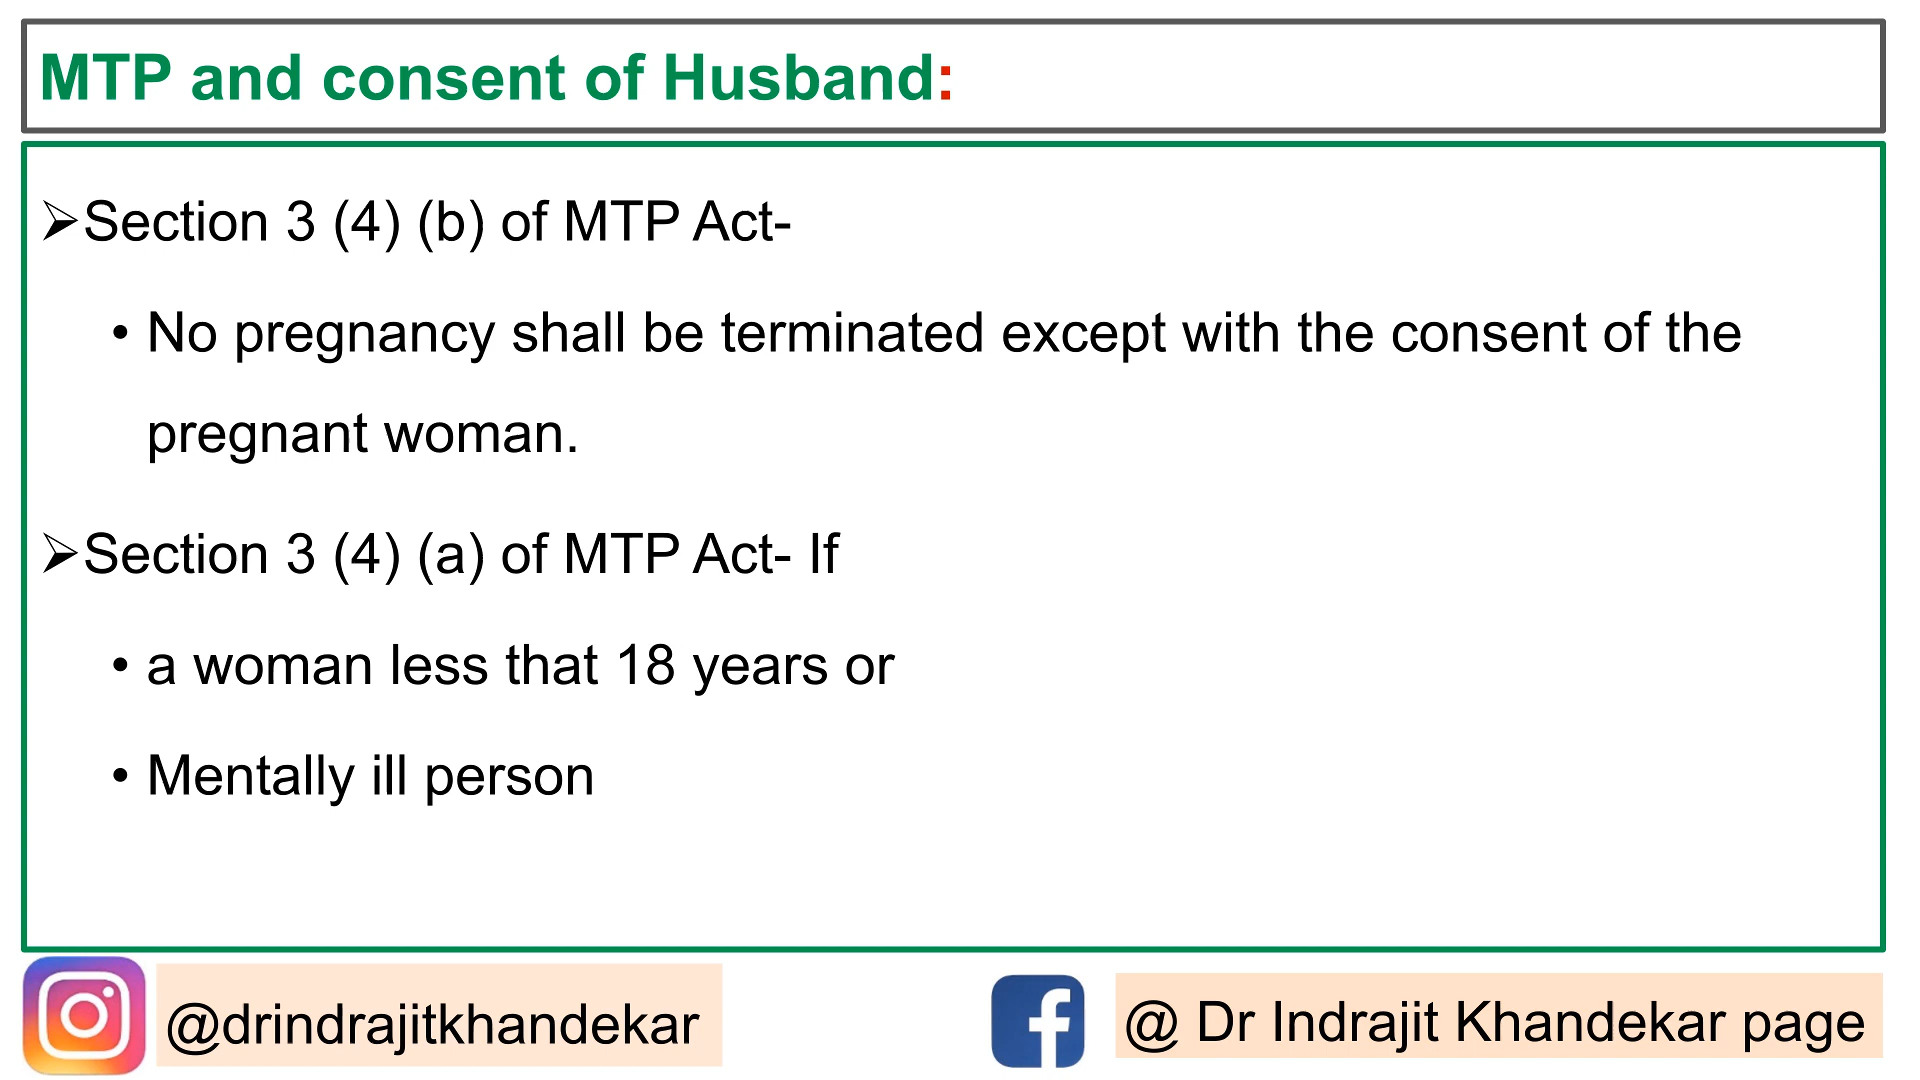 MTP and consent of Husband:
➢Section 3 (4) (b) of MTP Act-
• No pregnancy shall be terminated except with the consent of the
pregnant woman.
➢Section 3 (4) (a) of MTP Act- If
• a woman less that 18 years or
• Mentally ill person
@drindrajitkhandekar
@ Dr Indrajit Khandekar page